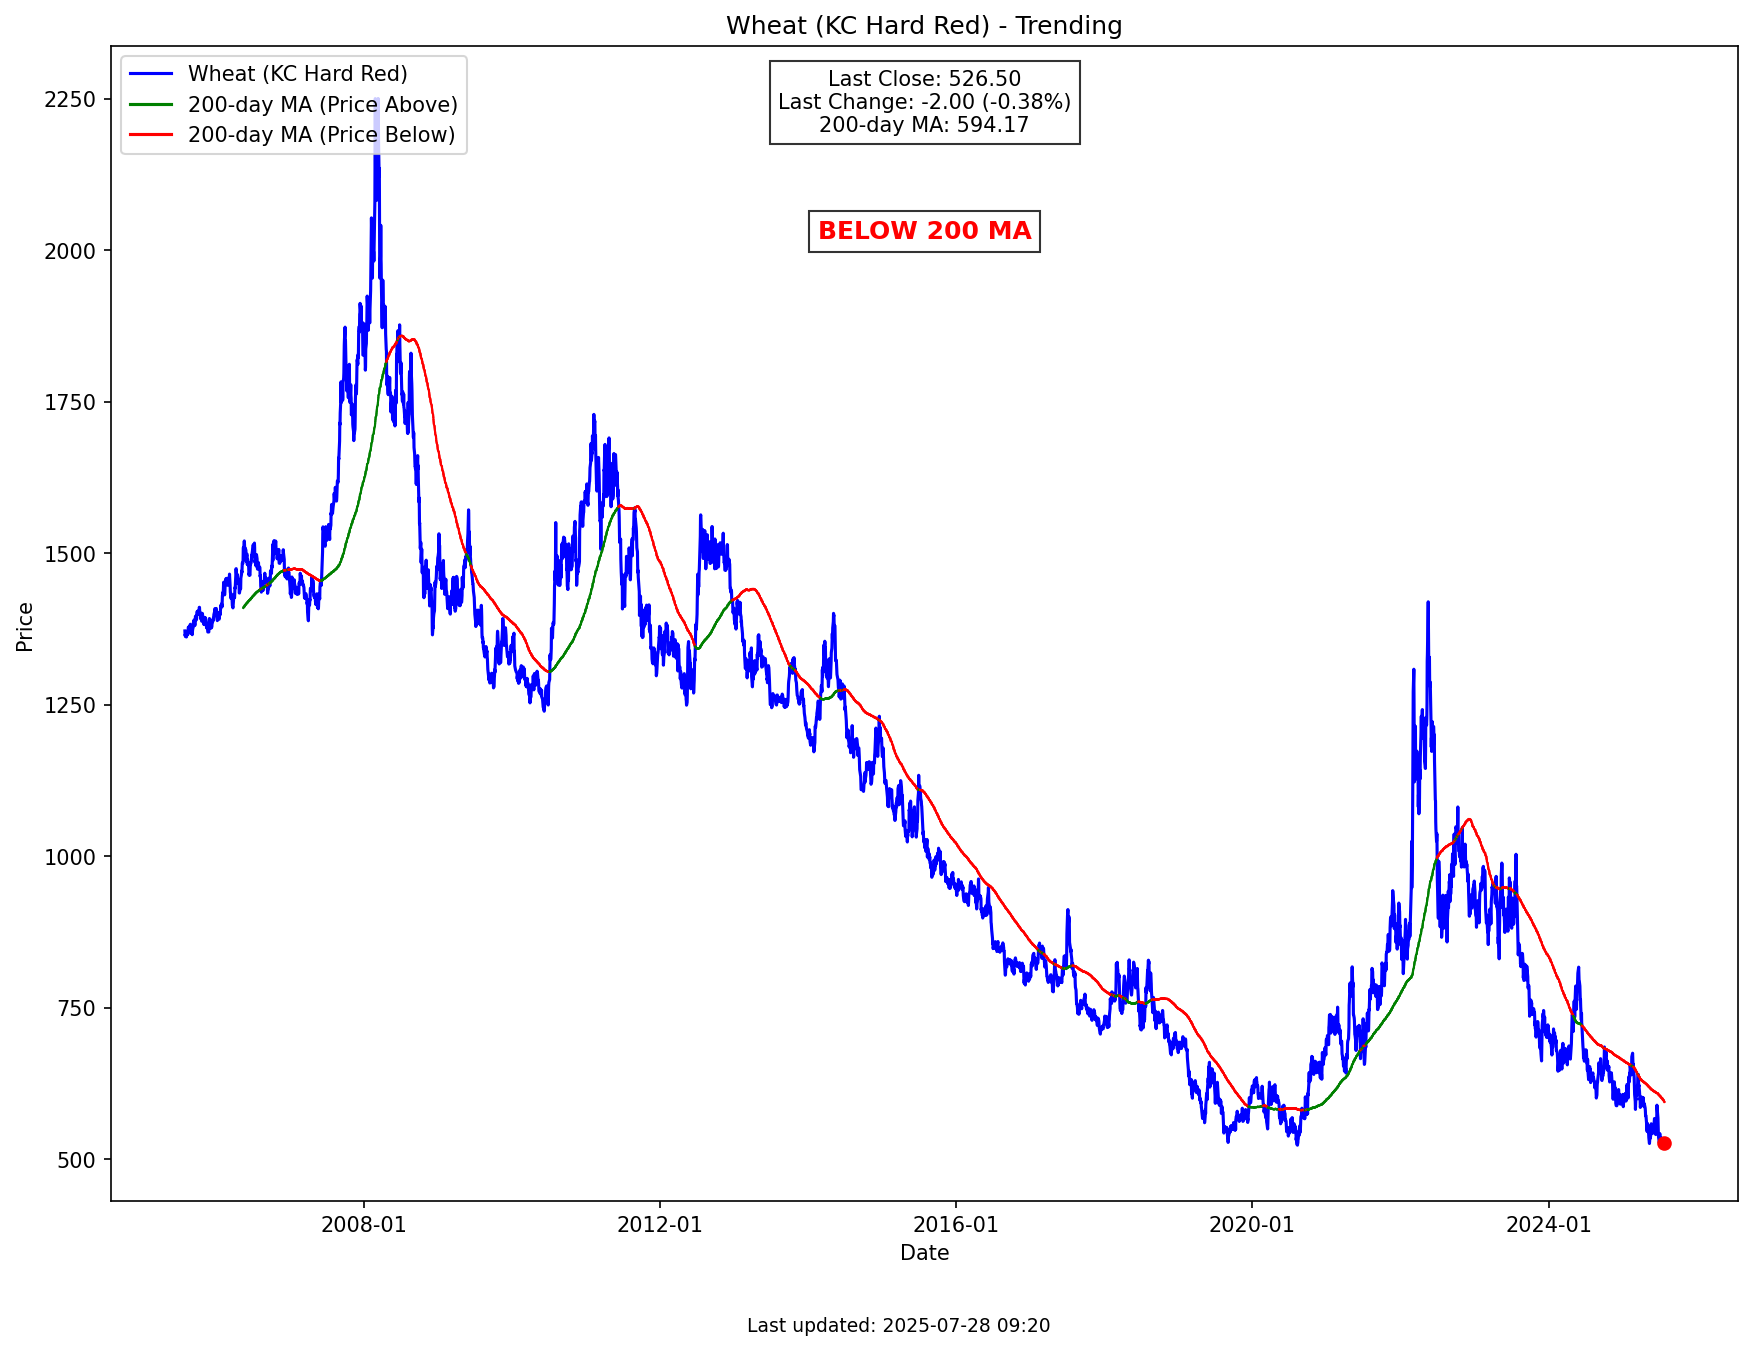 Wheat (KC Hard Red) - Trending
Wheat (KC Hard Red)
200-day MA (Price Above)
200-day MA (Price Below)
Last Close: 526.50
Last Change: -2.00 (-0.38%)
200-day MA: 594.17
BELOW 200 MA
Price
2250
2000
1750
1500
1250
1000
750
500
2008-01
2012-01
2016-01
2020-01
2024-01
Date
Last updated: 2025-07-28 09:20